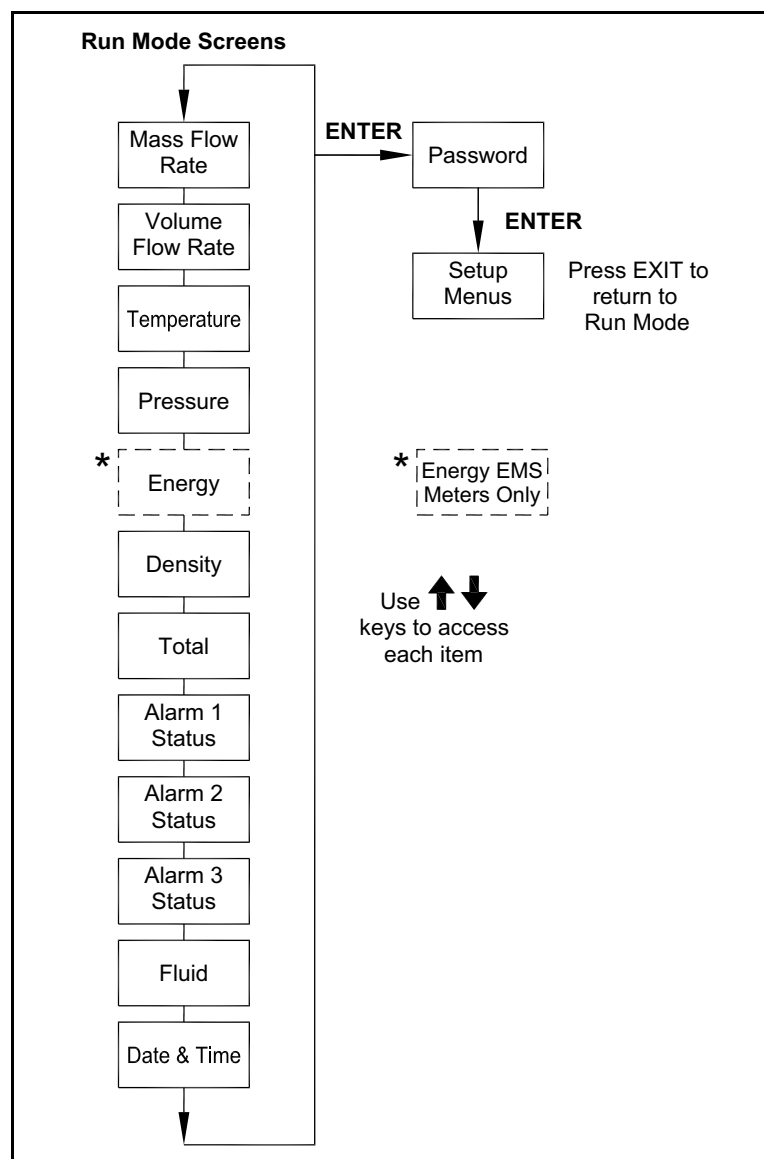 Run Mode Screens
Mass Flow
Rate
ENTER
Password
Volume
Flow Rate
ENTER
Setup
Menus
Press EXIT to
return to
Run Mode
Temperature
Pressure
*
Energy
*
Energy EMS
Meters Only
Density
Use
keys to access
each item
Total
Alarm 1
Status
Alarm 2
Status
Alarm 3
Status
Fluid
Date & Time